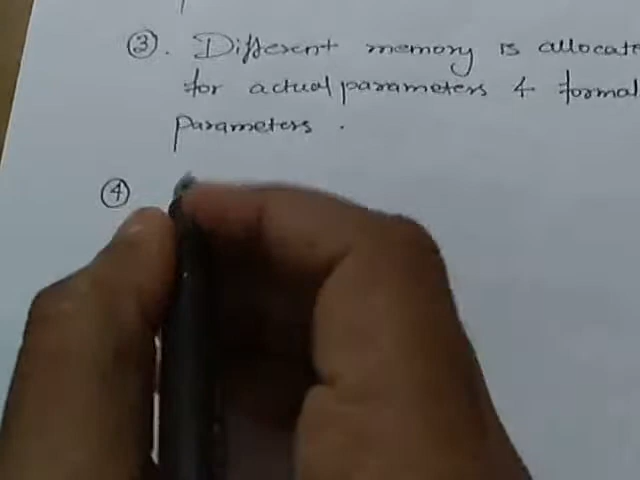 ③. Different memory is allocate
for actual parameters & formal
parameters.
④